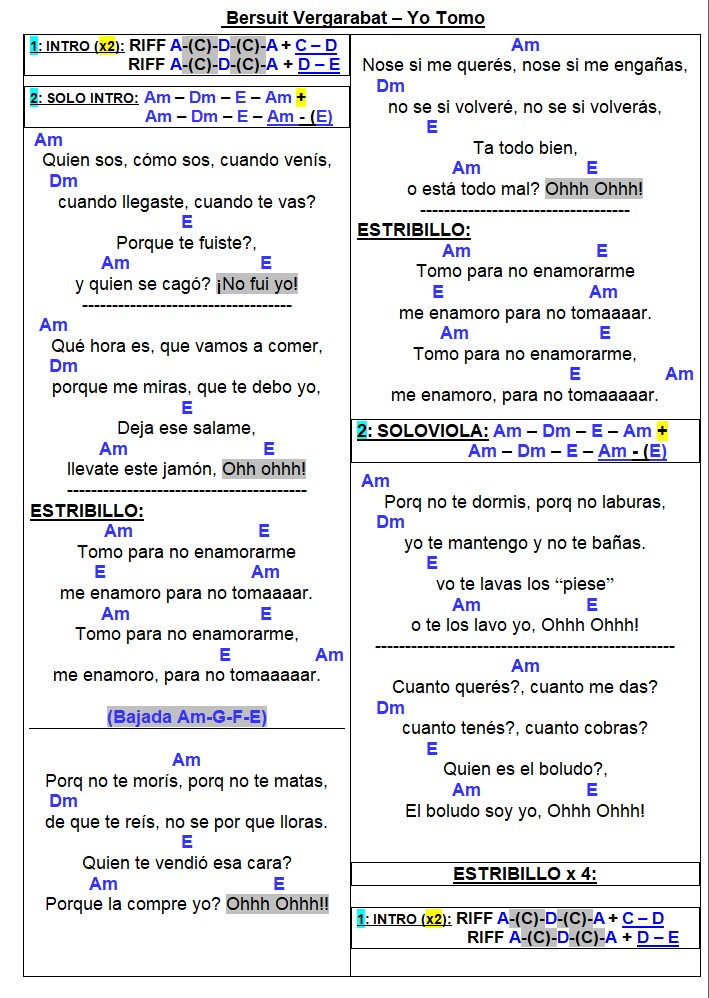 Bersuit Vergarabat – Yo Tomo
1: INTRO (x2): RIFF A-(C)-D-(C)-A + C – D
RIFF A-(C)-D-(C)-A + D – E
2: SOLO INTRO: Am – Dm – E – Am +
Am – Dm – E – Am - (E)
Am
Quien sos, cómo sos, cuando venís,
Dm
cuando llegaste, cuando te vas?
E
Porque te fuiste?,
Am E
y quien se cagó? ¡No fui yo!
-----------------------------------
Am
Qué hora es, que vamos a comer,
Dm
porque me miras, que te debo yo,
E
Deja ese salame,
Am E
llevate este jamón, Ohh ohhh!
----------------------------------------
ESTRIBILLO:
Am E
Tomo para no enamorarme
E Am
me enamoro para no tomaaaar.
Am E
Tomo para no enamorarme,
E Am
me enamoro, para no tomaaaaar.
(Bajada Am-G-F-E)
Am
Porq no te morís, porq no te matas,
Dm
de que te reís, no se por que lloras.
E
Quien te vendió esa cara?
Am E
Porque la compre yo? Ohhh Ohhh!!
Am
Nose si me querés, nose si me engañas,
Dm
no se si volveré, no se si volverás,
E
Ta todo bien,
Am E
o está todo mal? Ohhh Ohhh!
-----------------------------------
ESTRIBILLO:
Am E
Tomo para no enamorarme
E Am
me enamoro para no tomaaaar.
Am E
Tomo para no enamorarme,
E Am
me enamoro, para no tomaaaaar.
2: SOLOVIOLA: Am – Dm – E – Am +
Am – Dm – E – Am - (E)
Am
Porq no te dormis, porq no laburas,
Dm
yo te mantengo y no te bañas.
E
vo te lavas los “piese”
Am E
o te los lavo yo, Ohhh Ohhh!
--------------------------------------------------
Am
Cuanto querés?, cuanto me das?
Dm
cuanto tenés?, cuanto cobras?
E
Quien es el boludo?,
Am E
El boludo soy yo, Ohhh Ohhh!
ESTRIBILLO x 4:
1: INTRO (x2): RIFF A-(C)-D-(C)-A + C – D
RIFF A-(C)-D-(C)-A + D – E